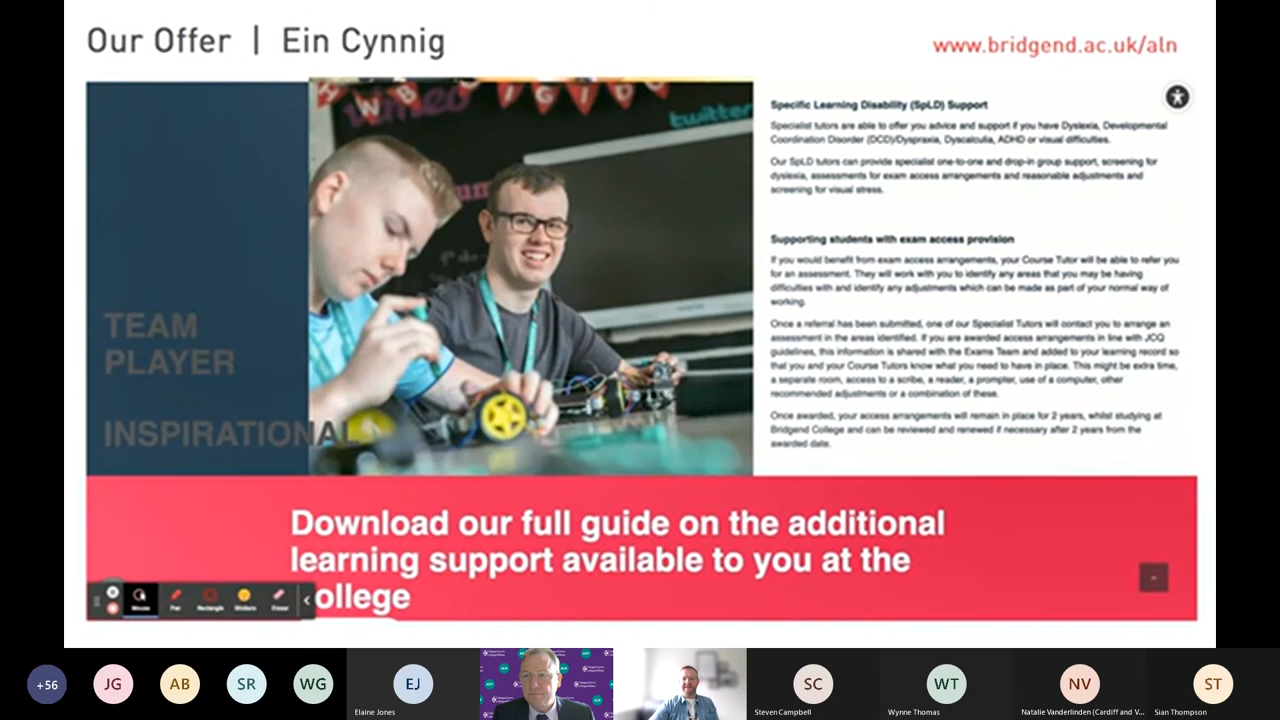 Our Offer | Ein Cynnig
www.bridgend.ac.uk/aln
twitter
TEAM
PLAYER
INSPIRATIONAL
Specific Learning Disability (SpLD) Support
Specialist tutors are able to offer you advice and support if you have Dyslexia, Developmental
Coordination Disorder (DCD)/Dyspraxia, Dyscalculia, ADHD or visual difficulties.
Our SpLD tutors can provide specialist one-to-one and drop-in group support, screening for
dyslexia, assessments for exam access arrangements and reasonable adjustments and
screening for visual stress.
Supporting students with exam access provision
If you would benefit from exam access arrangements, your Course Tutor will be able to refer you
for an assessment. They will work with you to identify any areas that you may be having
difficulties with and identify any adjustments which can be made as part of your normal way of
working.
Once a referral has been submitted, one of our Specialist Tutors will contact you to arrange an
assessment in the areas identified. If you are awarded access arrangements in line with JCQ
guidelines, this information is shared with the Exams Team and added to your learning record so
that you and your Course Tutors know what you need to have in place. This might be extra time,
a separate room, access to a scribe, a reader, a prompter, use of a computer, other
recommended adjustments or a combination of these.
Once awarded, your access arrangements will remain in place for 2 years, whilst studying at
Bridgend College and can be reviewed and renewed if necessary after 2 years from the
awarded date.
Download our full guide on the additional
learning support available to you at the
ollege
Mouse Pen Rectangle Stickers Eraser
+56 JG AB SR WG EJ SC WT NV ST
Elaine Jones
Steven Campbell
Wynne Thomas
Natalie Vanderlinden (Cardiff and V...
Sian Thompson